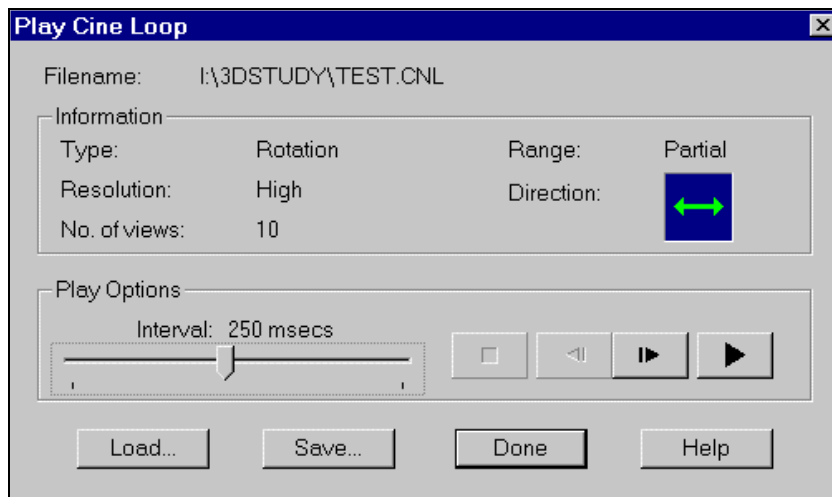 Play Cine Loop
Filename: I:\3DSTUDY\TEST.CNL
Information
Type: Rotation Range: Partial
Resolution: High Direction:
No. of views: 10
Play Options
Interval: 250 msecs
Load... Save... Done Help